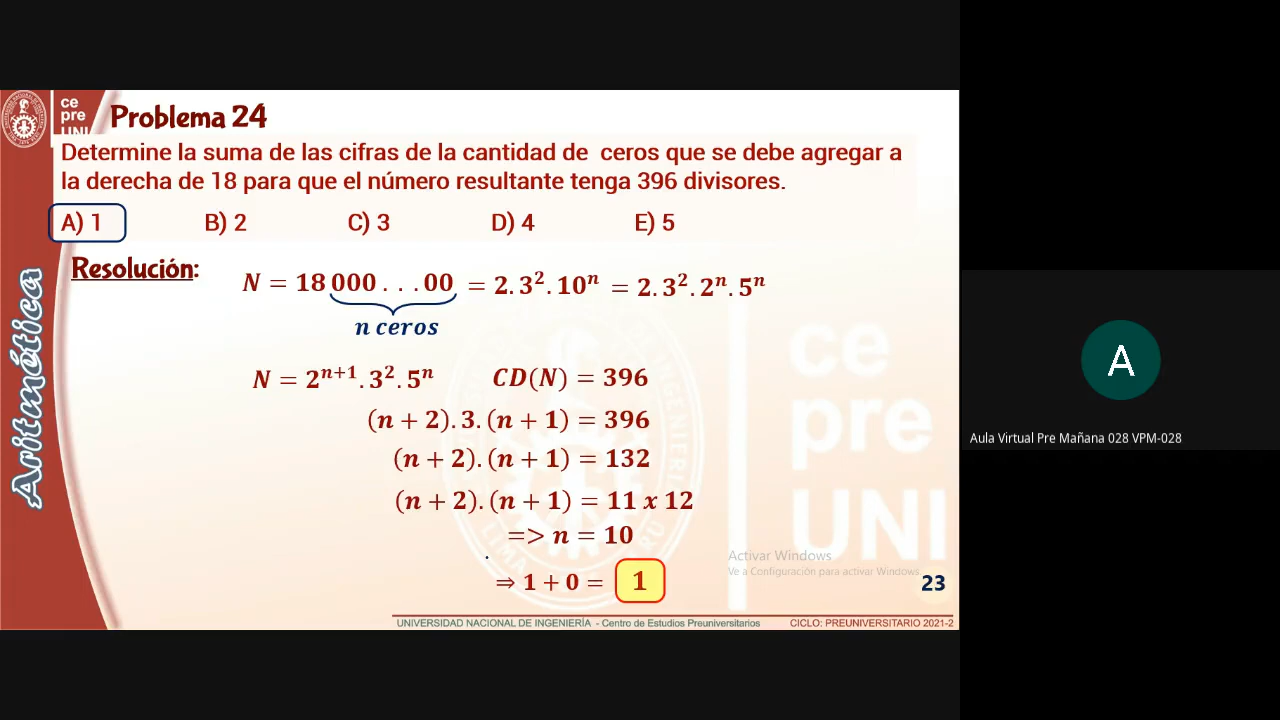 ce
pre
UNI
Problema 24
Determine la suma de las cifras de la cantidad de ceros que se debe agregar a
la derecha de 18 para que el número resultante tenga 396 divisores.
A) 1 B) 2 C) 3 D) 4 E) 5
Resolución:
N = 18 000 . . . 00 = 2.3². 10ⁿ = 2.3². 2ⁿ. 5ⁿ
n ceros
N = 2ⁿ⁺¹. 3². 5ⁿ CD(N) = 396
(n + 2). 3. (n + 1) = 396
(n + 2). (n + 1) = 132
(n + 2). (n + 1) = 11 x 12
=> n = 10
⇒ 1 + 0 = 1
Aritmética
ce
pre
UNI
Activar Windows
Ve a Configuración para activar Windows.
23
UNIVERSIDAD NACIONAL DE INGENIERÍA - Centro de Estudios Preuniversitarios CICLO: PREUNIVERSITARIO 2021-2
A
Aula Virtual Pre Mañana 028 VPM-028